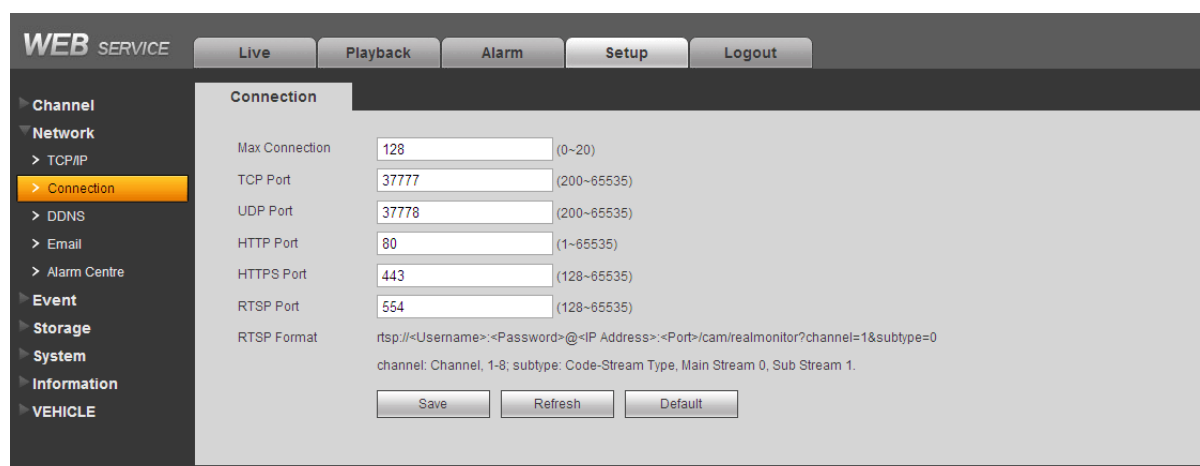 WEB SERVICE
Live Playback Alarm Setup Logout
Channel
Network
> TCP/IP
> Connection
> DDNS
> Email
> Alarm Centre
Event
Storage
System
Information
VEHICLE
Connection
Max Connection 128 (0~20)
TCP Port 37777 (200~65535)
UDP Port 37778 (200~65535)
HTTP Port 80 (1~65535)
HTTPS Port 443 (128~65535)
RTSP Port 554 (128~65535)
RTSP Format rtsp://<Username>:<Password>@<IP Address>:<Port>/cam/realmonitor?channel=1&subtype=0
channel: Channel, 1-8; subtype: Code-Stream Type, Main Stream 0, Sub Stream 1.
Save Refresh Default